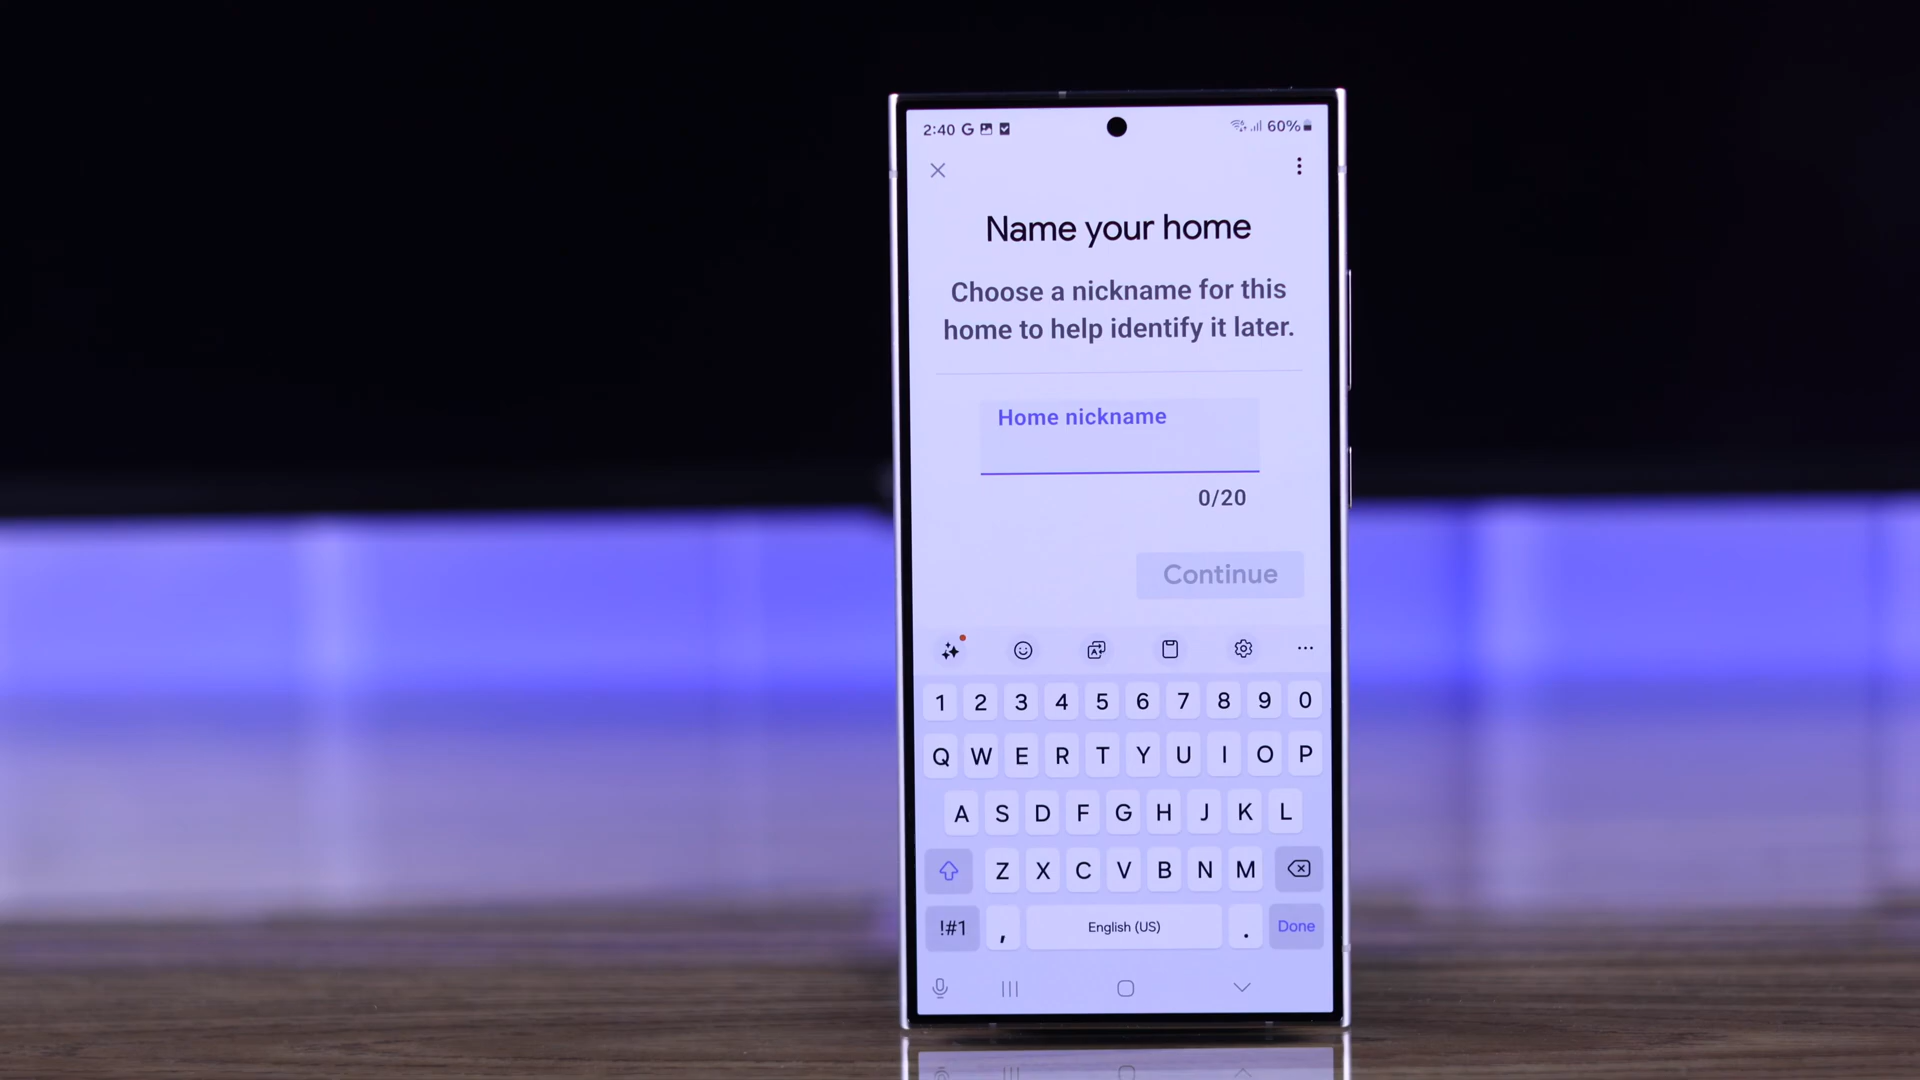 2:40 G 60%
Name your home
Choose a nickname for this
home to help identify it later.
Home nickname
0/20
Continue
1 2 3 4 5 6 7 8 9 0
Q W E R T Y U I O P
A S D F G H J K L
Z X C V B N M
!#1 , English (US) . Done